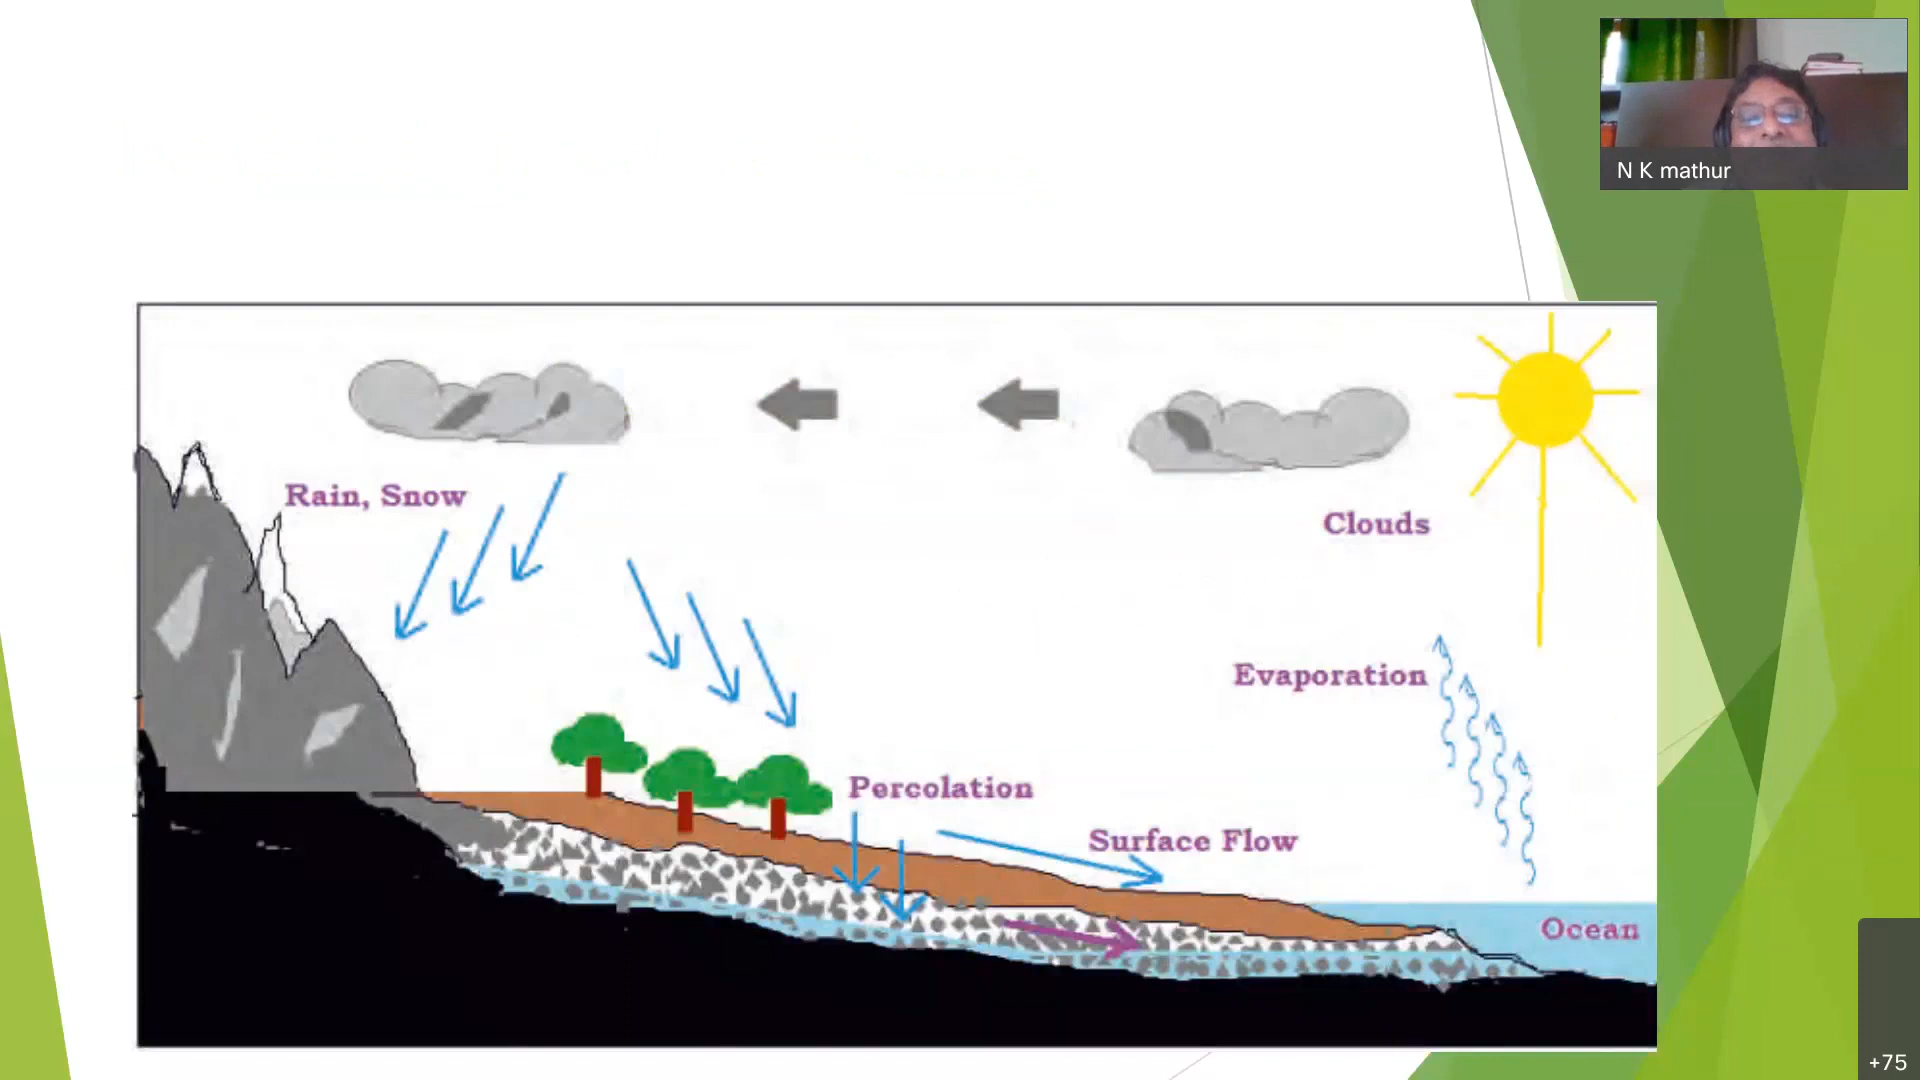 N K mathur
Rain, Snow
Clouds
Evaporation
Percolation
Surface Flow
Ocean
+75